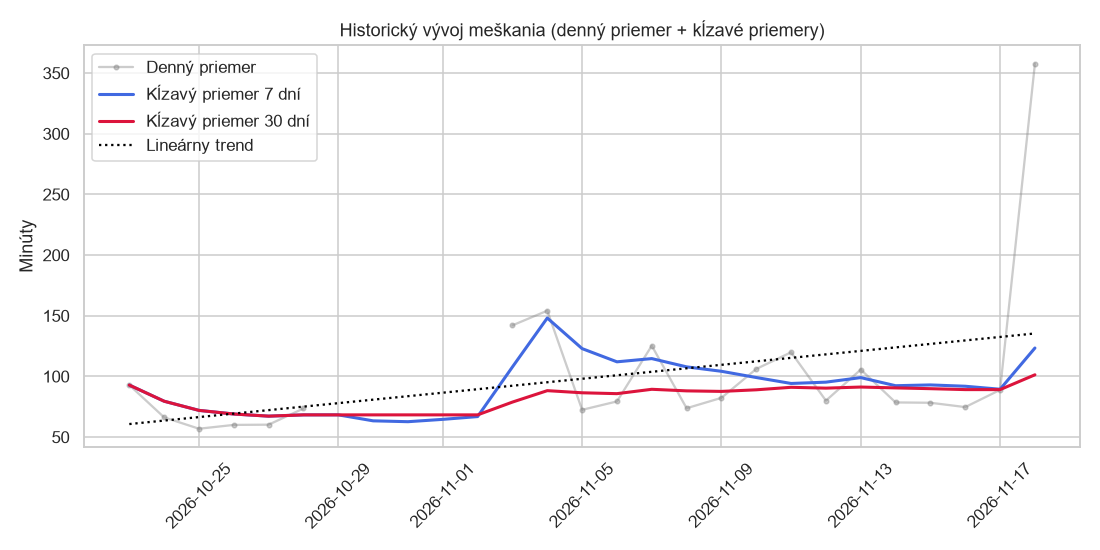 Historický vývoj meškania (denný priemer + kĺzavé priemery)
Denný priemer
Kĺzavý priemer 7 dní
Kĺzavý priemer 30 dní
Lineárny trend
Minúty
350
300
250
200
150
100
50
2026-10-25
2026-10-29
2026-11-01
2026-11-05
2026-11-09
2026-11-13
2026-11-17